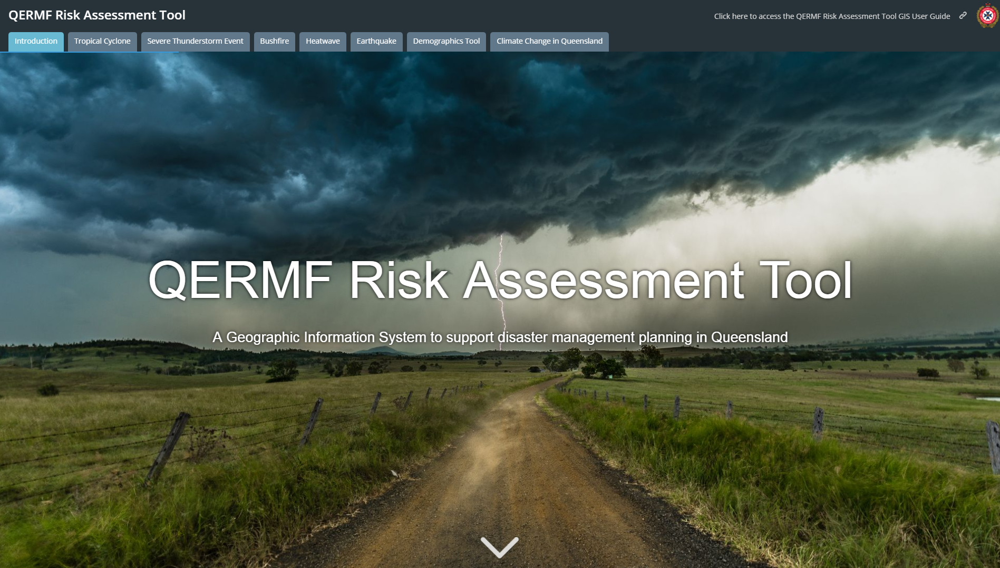 QERMF Risk Assessment Tool
Click here to access the QERMF Risk Assessment Tool GIS User Guide
Introduction
Tropical Cyclone
Severe Thunderstorm Event
Bushfire
Heatwave
Earthquake
Demographics Tool
Climate Change in Queensland
QERMF Risk Assessment Tool
A Geographic Information System to support disaster management planning in Queensland